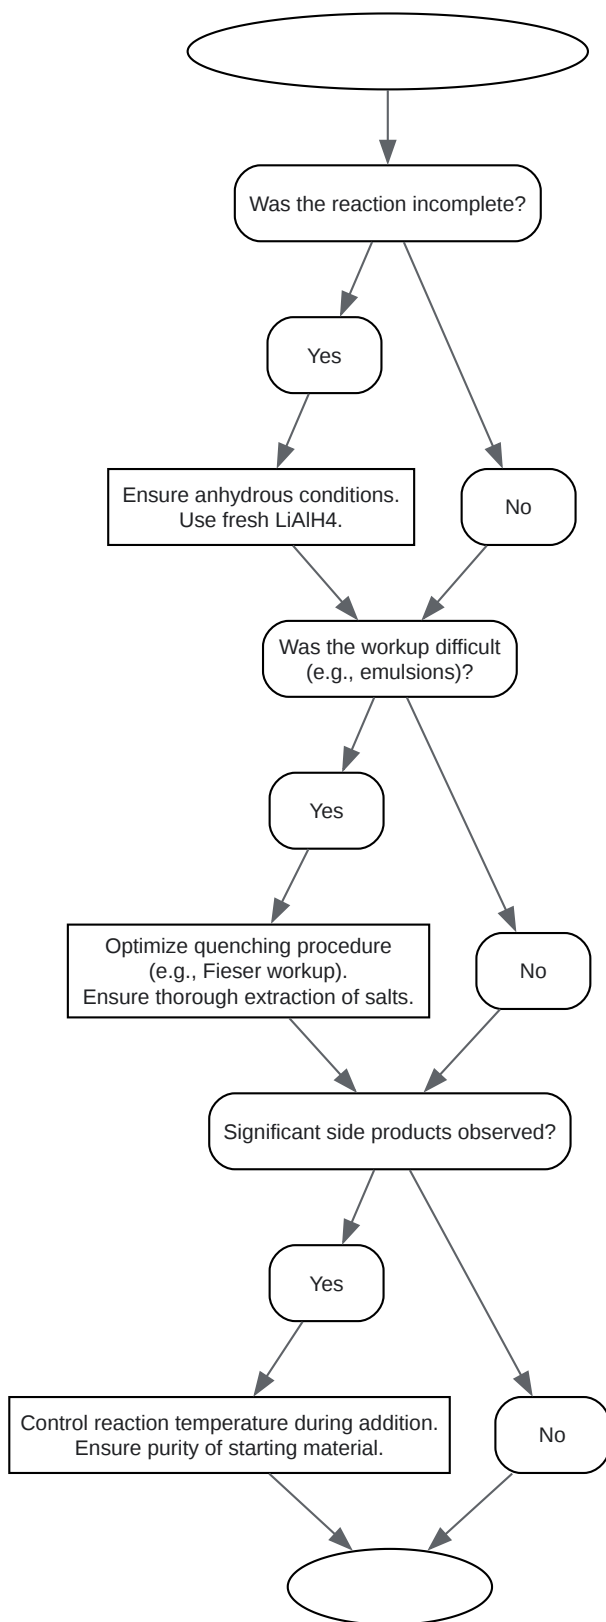 Was the reaction incomplete?
Yes
Ensure anhydrous conditions.
Use fresh LiAlH4.
No
Was the workup difficult
(e.g., emulsions)?
Yes
Optimize quenching procedure
(e.g., Fieser workup).
Ensure thorough extraction of salts.
No
Significant side products observed?
Yes
Control reaction temperature during addition.
Ensure purity of starting material.
No